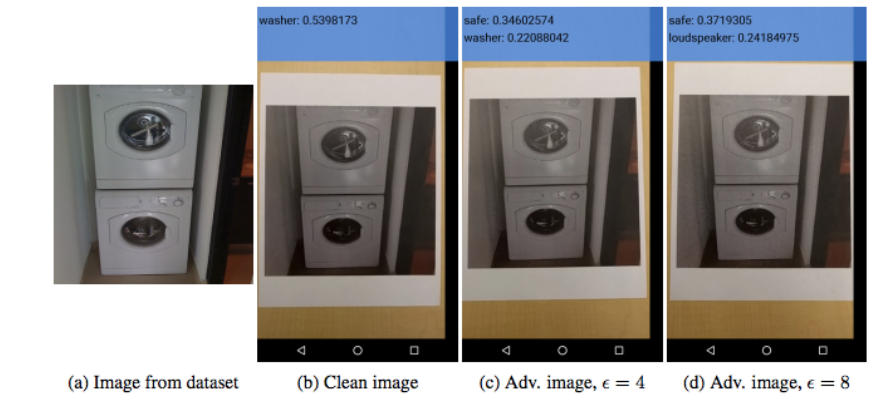 washer: 0.5398173
safe: 0.34602574
washer: 0.22088042
safe: 0.3719305
loudspeaker: 0.24184975
(a) Image from dataset
(b) Clean image
(c) Adv. image, ϵ = 4
(d) Adv. image, ϵ = 8